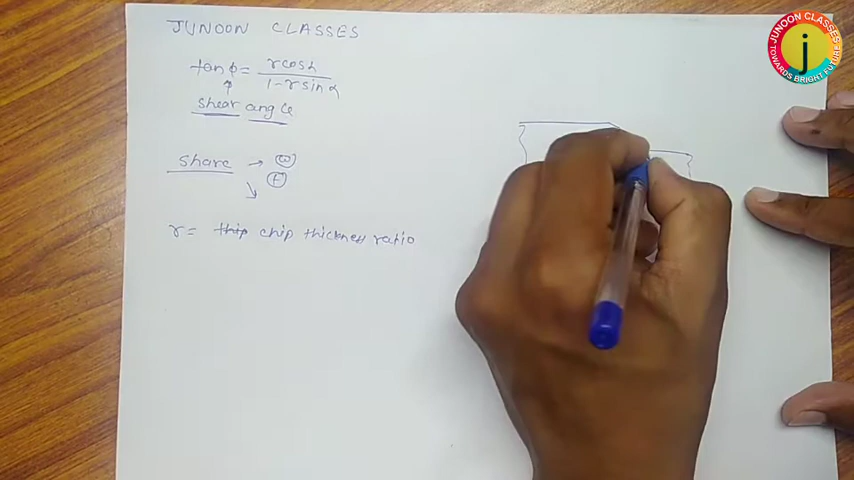 JUNOON CLASSES
tan φ = r cos α / 1 - r sin α
shear angle
share → ω
t
r = thip chip thickness ratio
JUNOON CLASSES
j
TOWARDS BRIGHT FUTURE